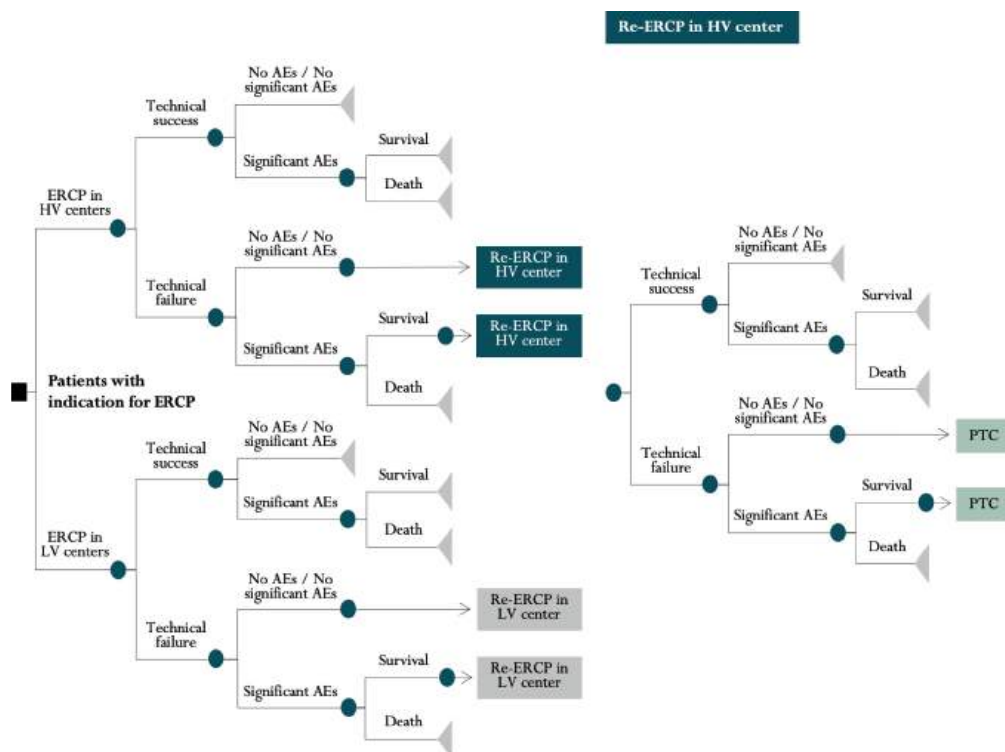 Re-ERCP in HV center
No AEs / No
significant AEs
Technical
success
Survival
Significant AEs
Death
ERCP in
HV centers
No AEs / No
significant AEs
Re-ERCP in
HV center
Technical
failure
Survival
Re-ERCP in
HV center
Significant AEs
Death
Patients with
indication for ERCP
No AEs / No
significant AEs
Technical
success
Survival
Significant AEs
Death
ERCP in
LV centers
No AEs / No
significant AEs
Re-ERCP in
LV center
Technical
failure
Survival
Re-ERCP in
LV center
Significant AEs
Death
No AEs / No
significant AEs
Technical
success
Survival
Significant AEs
Death
No AEs / No
significant AEs
PTC
Technical
failure
Survival
PTC
Significant AEs
Death